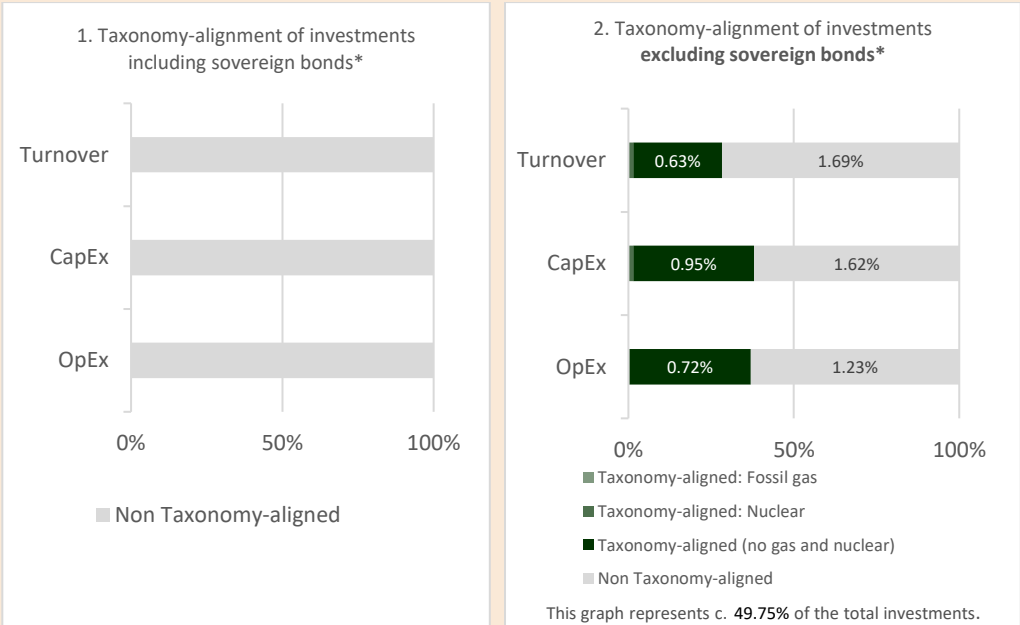 1. Taxonomy-alignment of investments
including sovereign bonds*
Turnover
CapEx
OpEx
0% 50% 100%
Non Taxonomy-aligned
2. Taxonomy-alignment of investments
excluding sovereign bonds*
Turnover 0.63% 1.69%
CapEx 0.95% 1.62%
OpEx 0.72% 1.23%
0% 50% 100%
Taxonomy-aligned: Fossil gas
Taxonomy-aligned: Nuclear
Taxonomy-aligned (no gas and nuclear)
Non Taxonomy-aligned
This graph represents c. 49.75% of the total investments.